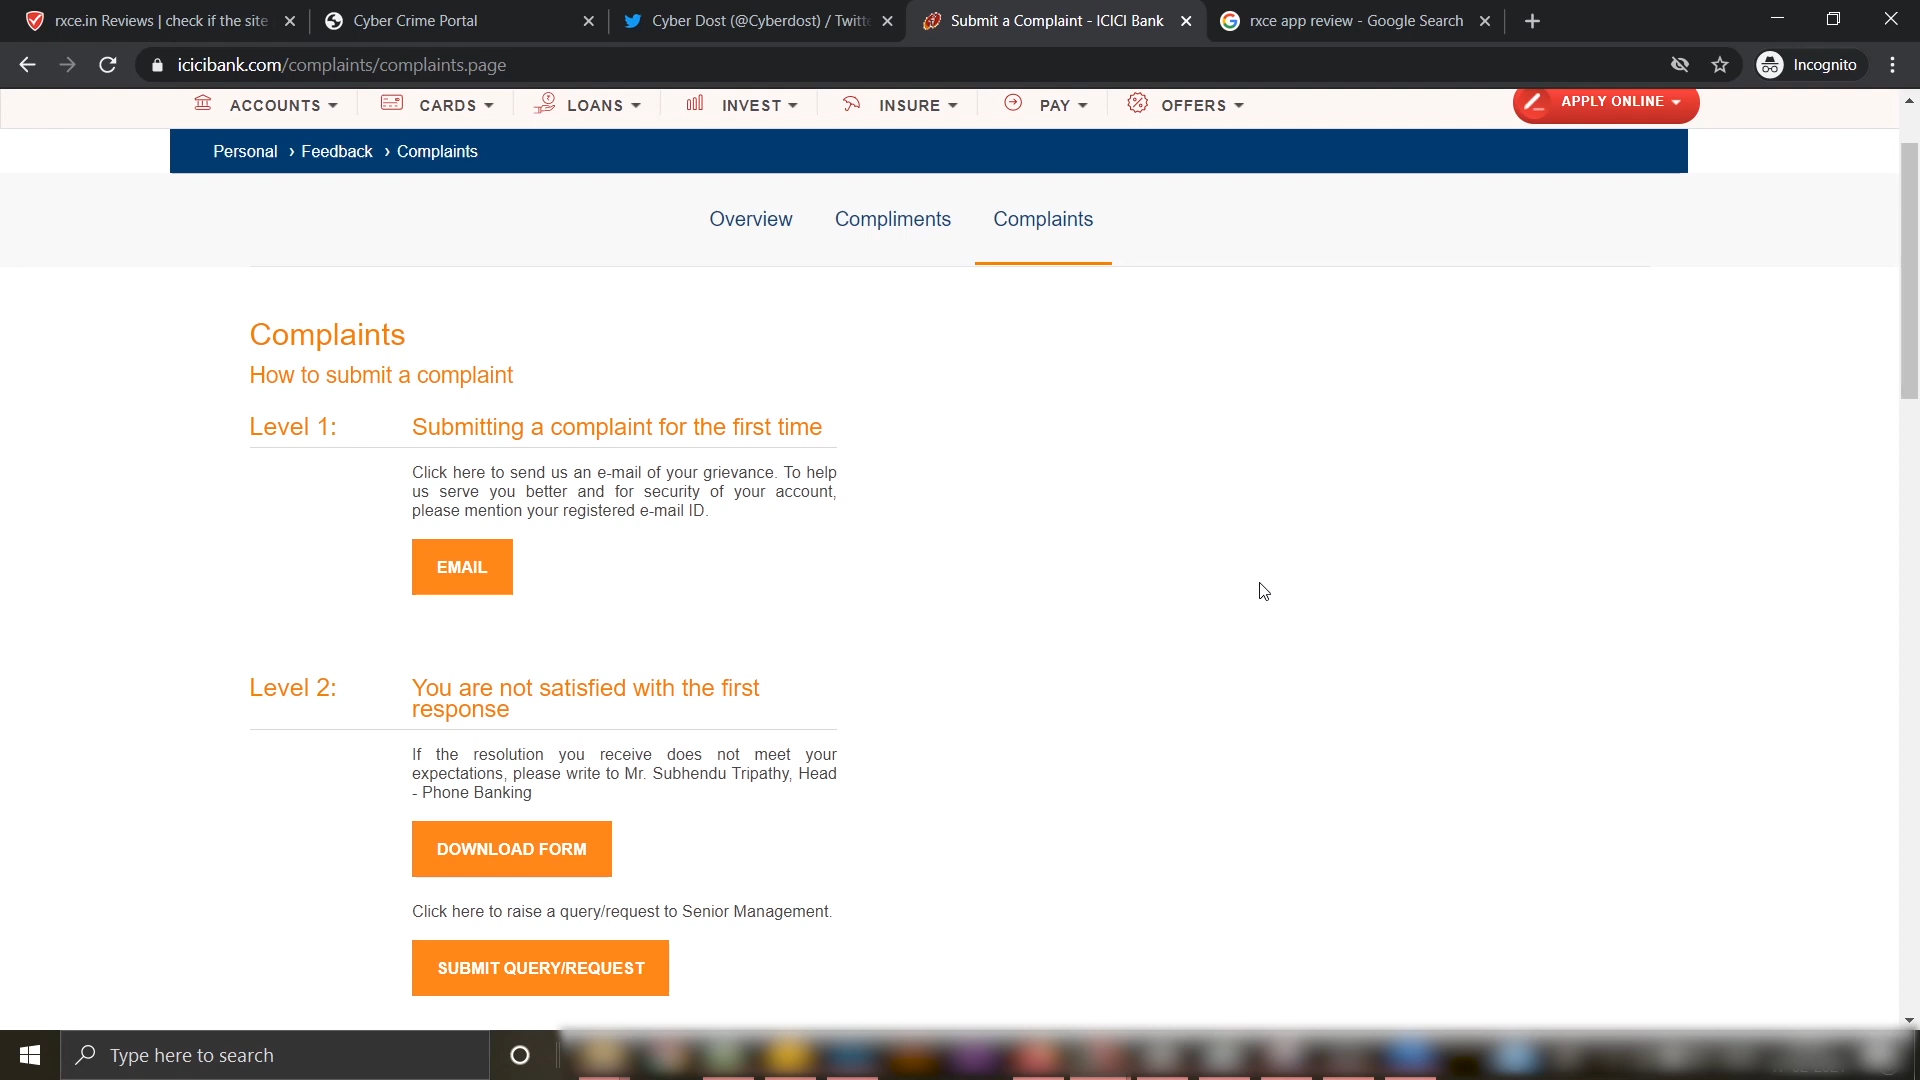 rxce.in Reviews | check if the site
Cyber Crime Portal
Cyber Dost (@Cyberdost) / Twitte
Submit a Complaint - ICICI Bank
rxce app review - Google Search
icicibank.com/complaints/complaints.page
Incognito
ACCOUNTS
CARDS
LOANS
INVEST
INSURE
PAY
OFFERS
APPLY ONLINE
Personal › Feedback › Complaints
Overview
Compliments
Complaints
Complaints
How to submit a complaint
Level 1: Submitting a complaint for the first time
Click here to send us an e-mail of your grievance. To help
us serve you better and for security of your account,
please mention your registered e-mail ID.
EMAIL
Level 2: You are not satisfied with the first
response
If the resolution you receive does not meet your
expectations, please write to Mr. Subhendu Tripathy, Head
- Phone Banking
DOWNLOAD FORM
Click here to raise a query/request to Senior Management.
SUBMIT QUERY/REQUEST
Type here to search